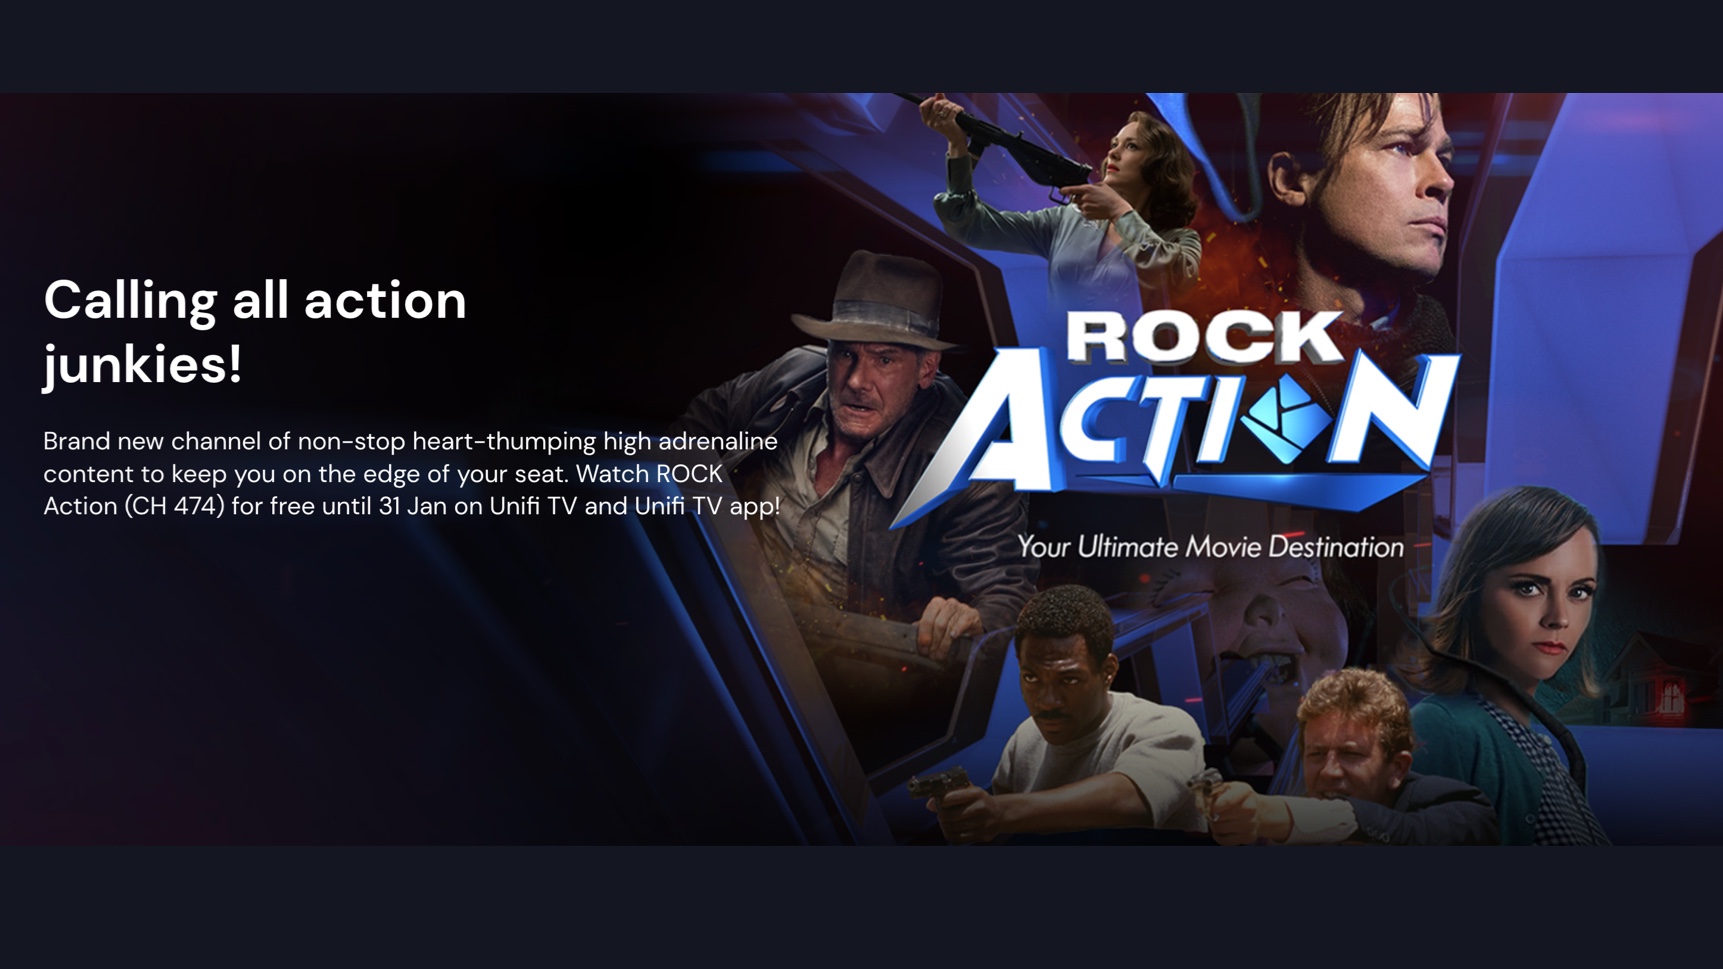 Calling all action
junkies!
Brand new channel of non-stop heart-thumping high adrenaline
content to keep you on the edge of your seat. Watch ROCK
Action (CH 474) for free until 31 Jan on Unifi TV and Unifi TV app!
ROCK
ACTION
Your Ultimate Movie Destination